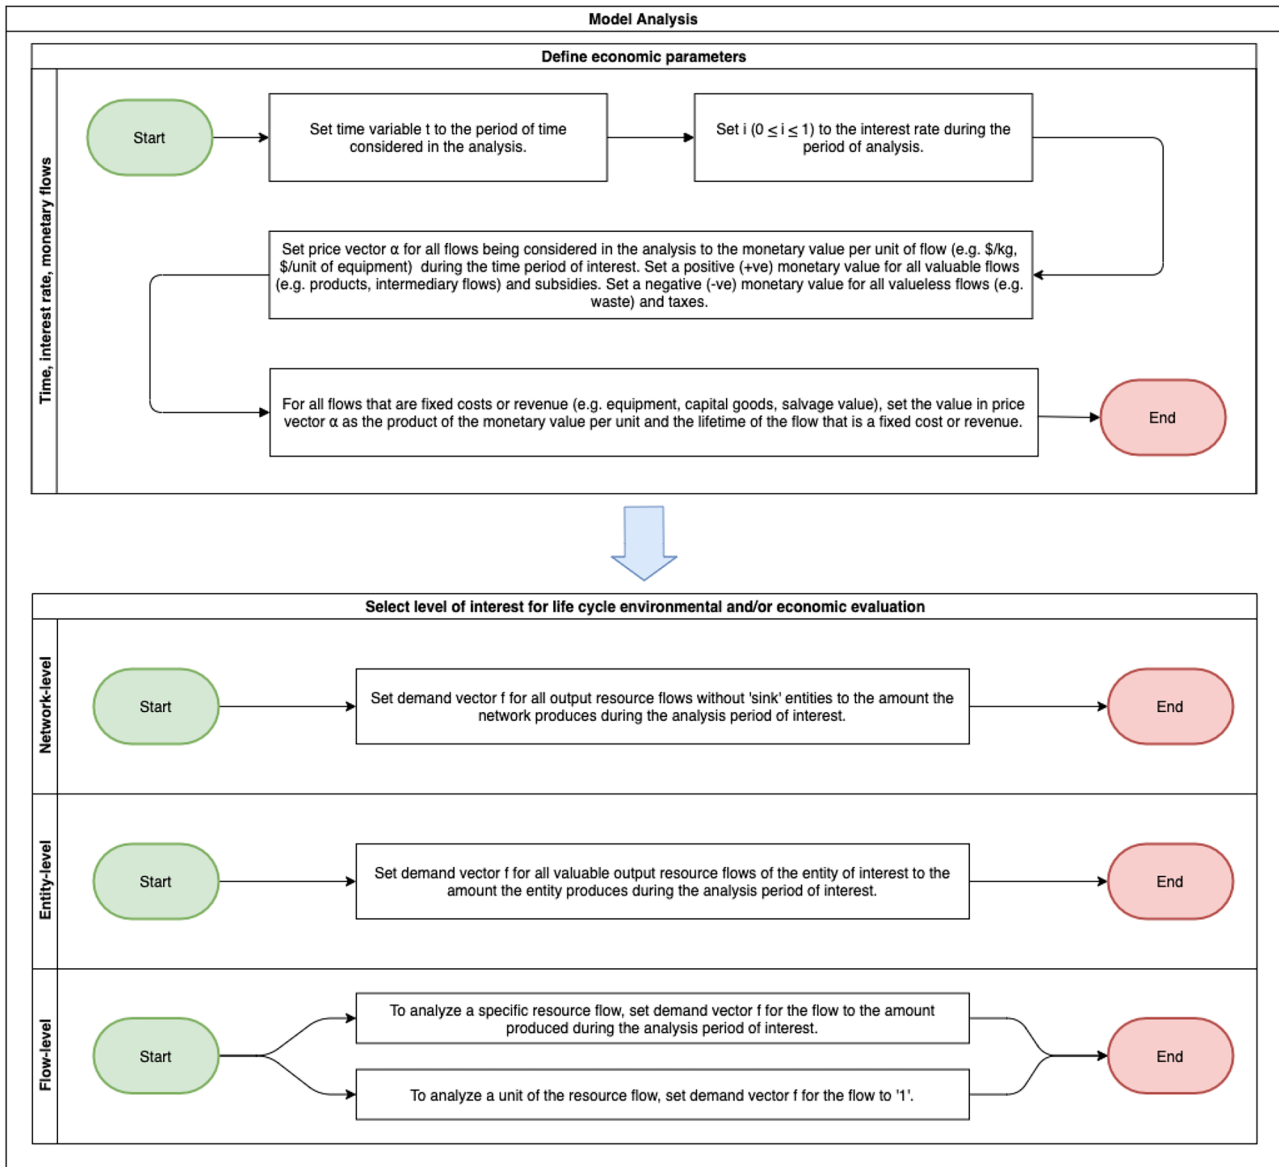 Model Analysis
Define economic parameters
Time, interest rate, monetary flows
Start
Set time variable t to the period of time
considered in the analysis.
Set i (0 ≤ i ≤ 1) to the interest rate during the
period of analysis.
Set price vector α for all flows being considered in the analysis to the monetary value per unit of flow (e.g. $/kg,
$/unit of equipment)  during the time period of interest. Set a positive (+ve) monetary value for all valuable flows
(e.g. products, intermediary flows) and subsidies. Set a negative (-ve) monetary value for all valueless flows (e.g.
waste) and taxes.
For all flows that are fixed costs or revenue (e.g. equipment, capital goods, salvage value), set the value in price
vector α as the product of the monetary value per unit and the lifetime of the flow that is a fixed cost or revenue.
End
Select level of interest for life cycle environmental and/or economic evaluation
Network-level
Start
Set demand vector f for all output resource flows without 'sink' entities to the amount the
network produces during the analysis period of interest.
End
Entity-level
Start
Set demand vector f for all valuable output resource flows of the entity of interest to the
amount the entity produces during the analysis period of interest.
End
Flow-level
Start
To analyze a specific resource flow, set demand vector f for the flow to the amount
produced during the analysis period of interest.
To analyze a unit of the resource flow, set demand vector f for the flow to '1'.
End